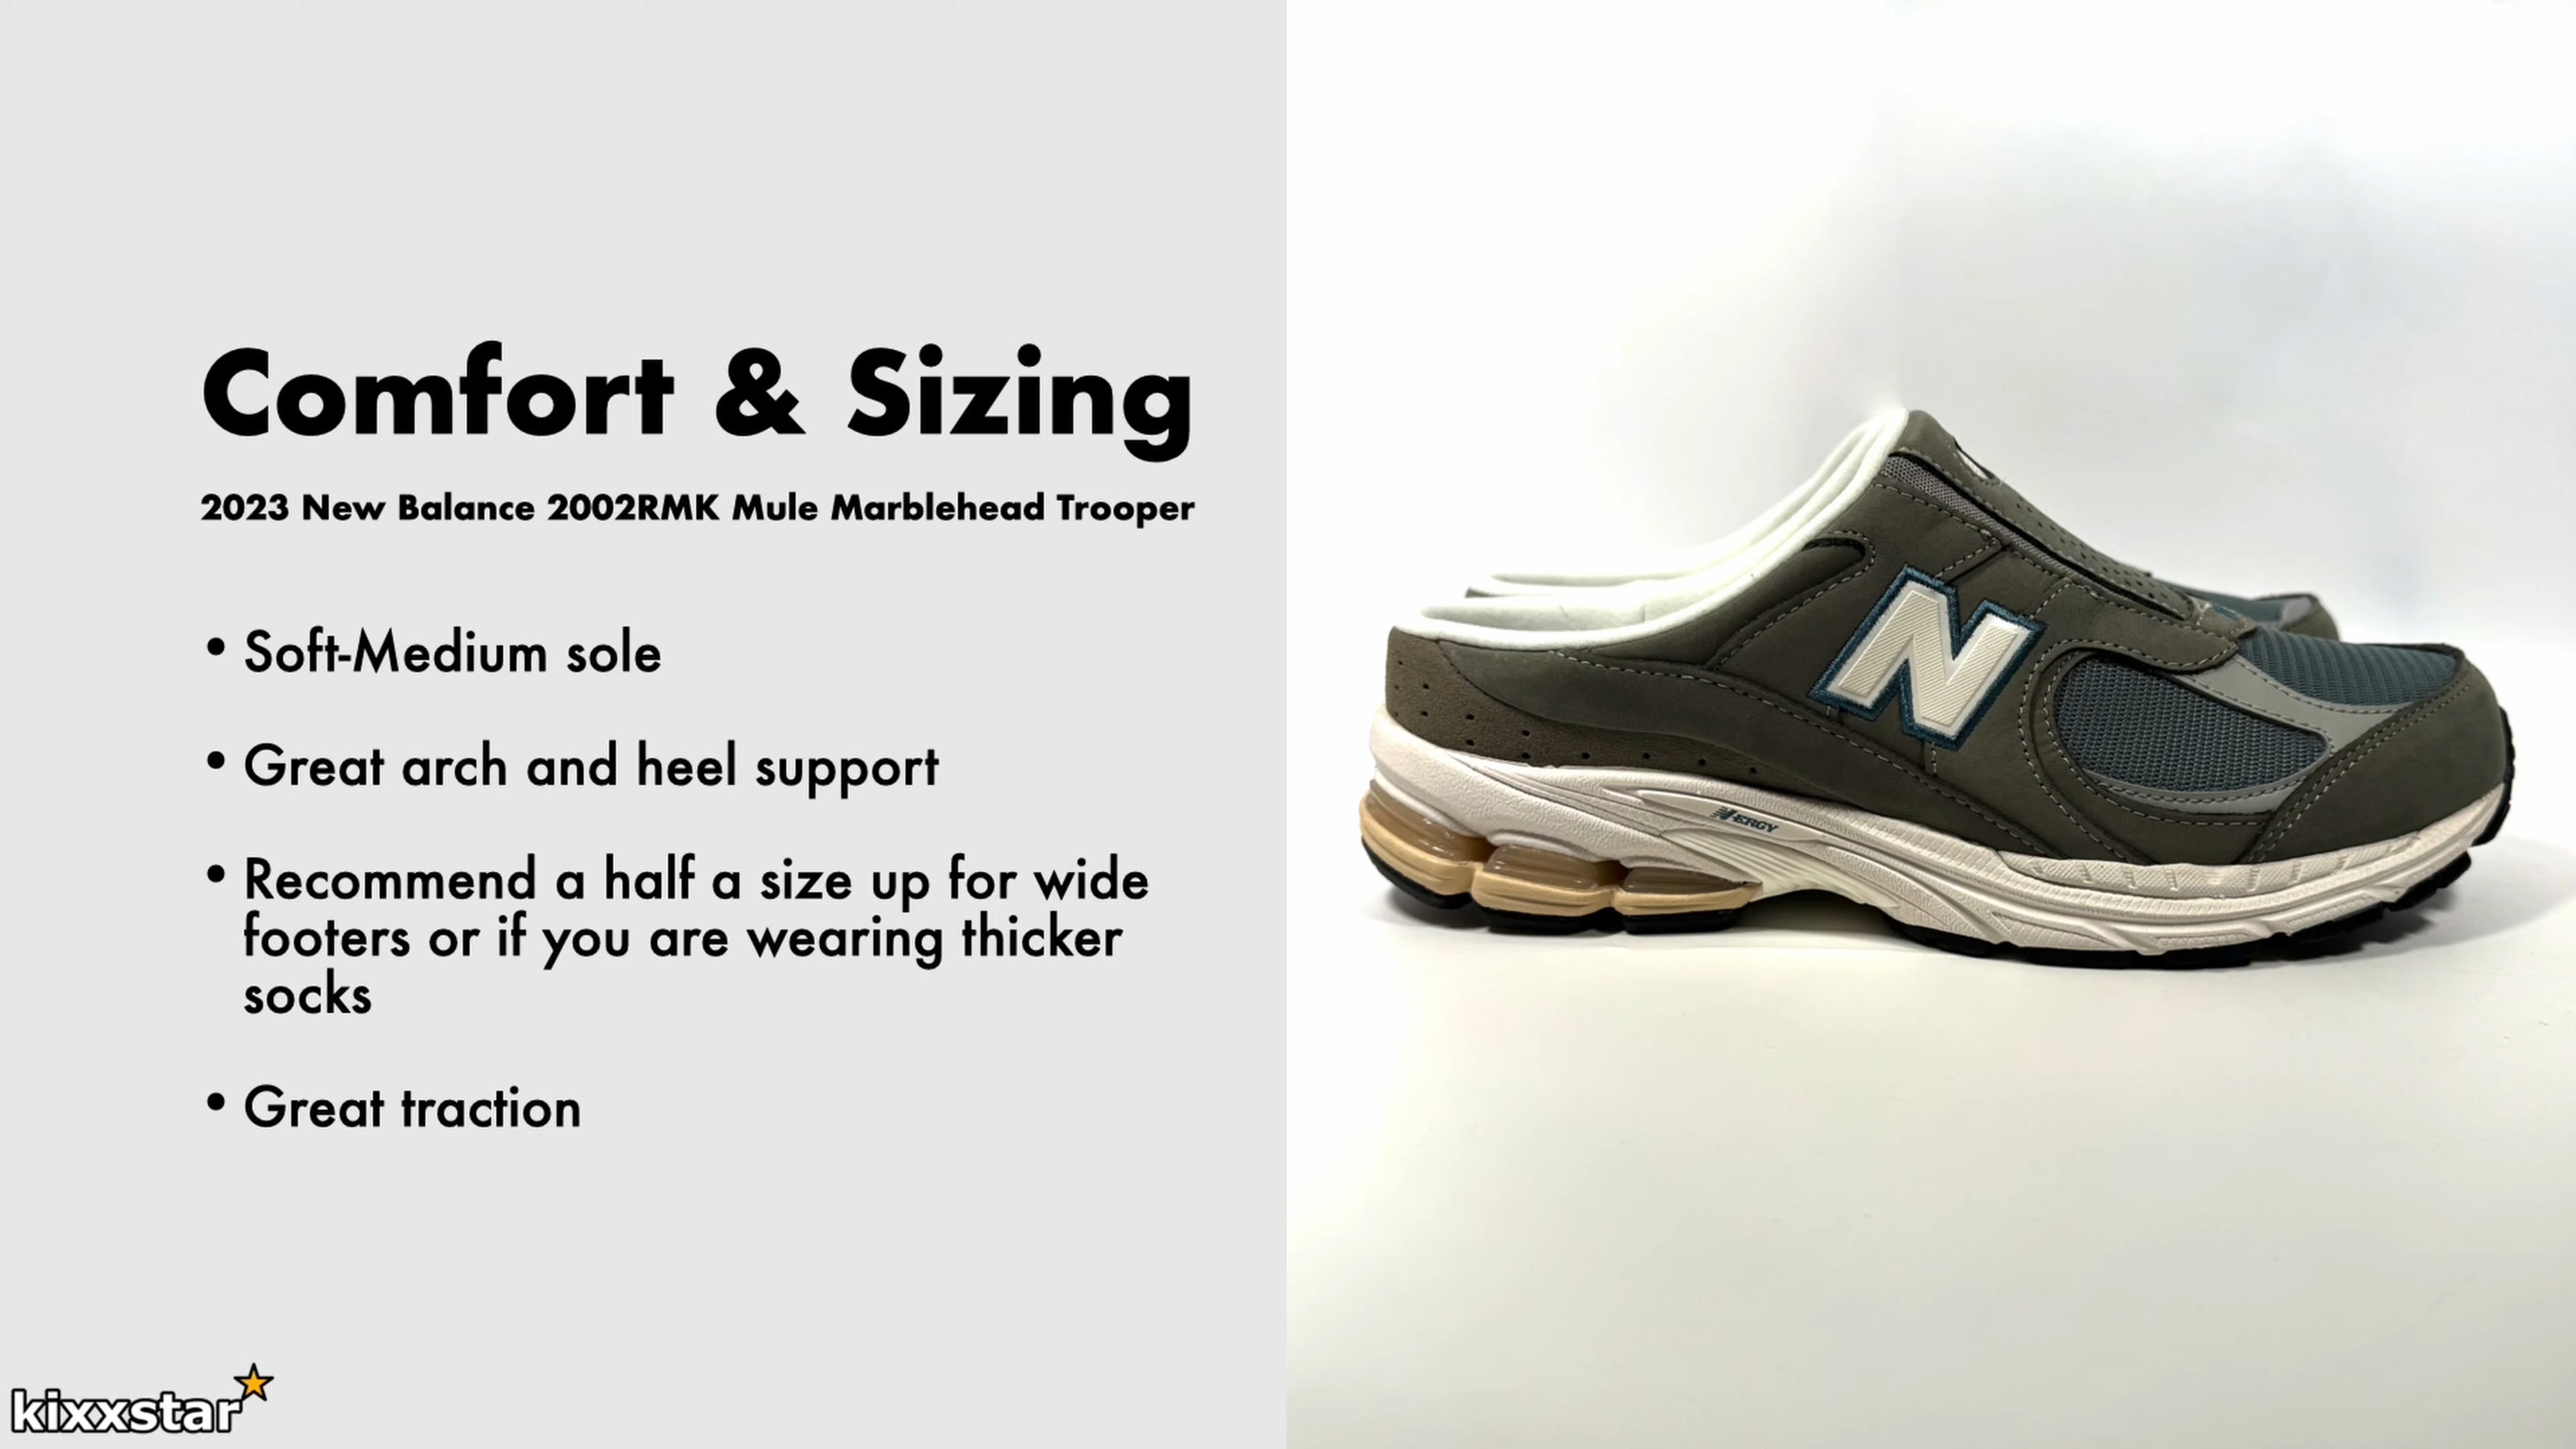 Comfort & Sizing
2023 New Balance 2002RMK Mule Marblehead Trooper
• Soft-Medium sole
• Great arch and heel support
• Recommend a half a size up for wide
footers or if you are wearing thicker
socks
• Great traction
kixxstar
N
N-ERGY